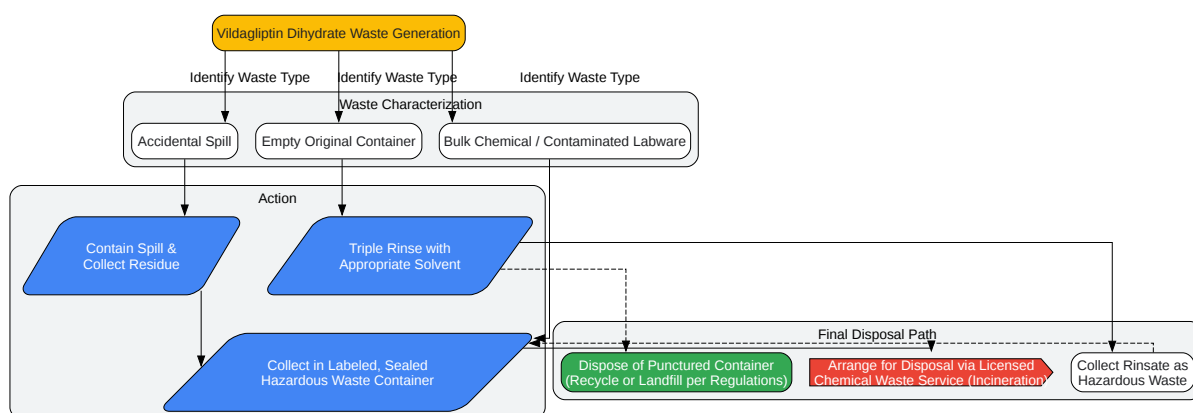 Vildagliptin Dihydrate Waste Generation
Identify Waste Type
Identify Waste Type
Identify Waste Type
Waste Characterization
Accidental Spill
Empty Original Container
Bulk Chemical / Contaminated Labware
Action
Contain Spill &
Collect Residue
Triple Rinse with
Appropriate Solvent
Collect in Labeled, Sealed
Hazardous Waste Container
Final Disposal Path
Dispose of Punctured Container
(Recycle or Landfill per Regulations)
Arrange for Disposal via Licensed
Chemical Waste Service (Incineration)
Collect Rinsate as
Hazardous Waste